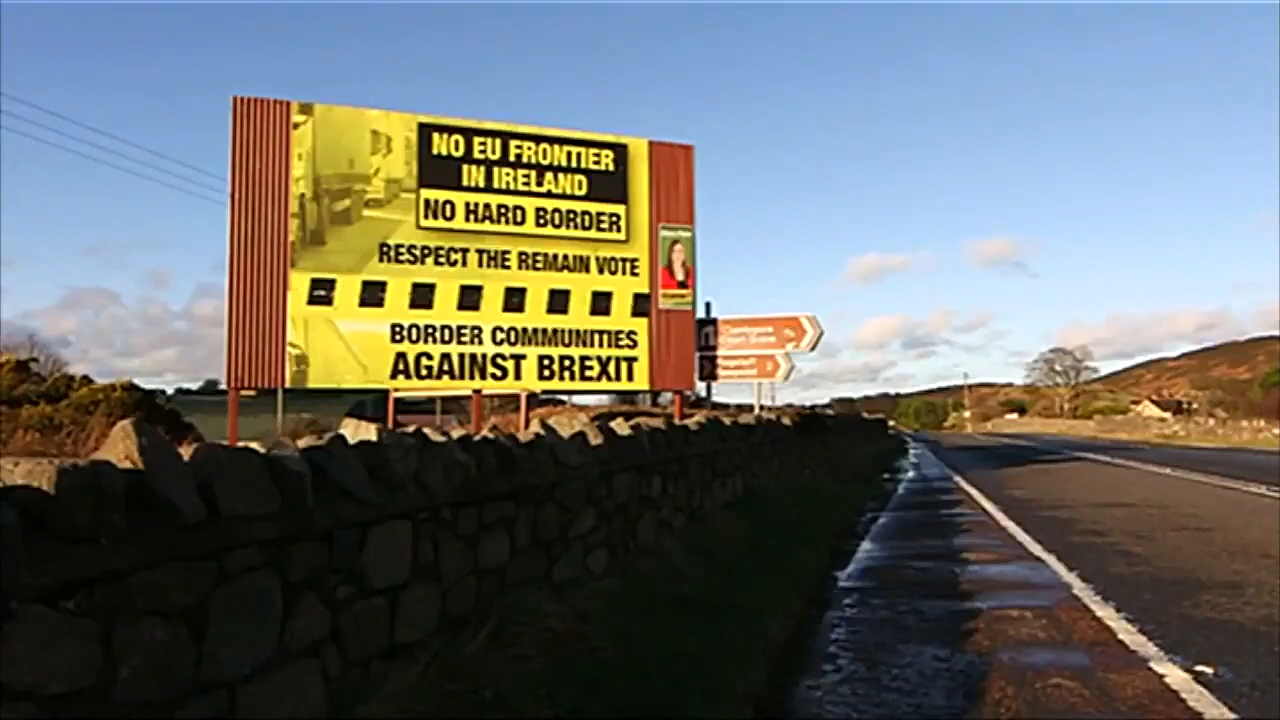 NO EU FRONTIER
IN IRELAND
NO HARD BORDER
RESPECT THE REMAIN VOTE
BORDER COMMUNITIES
AGAINST BREXIT